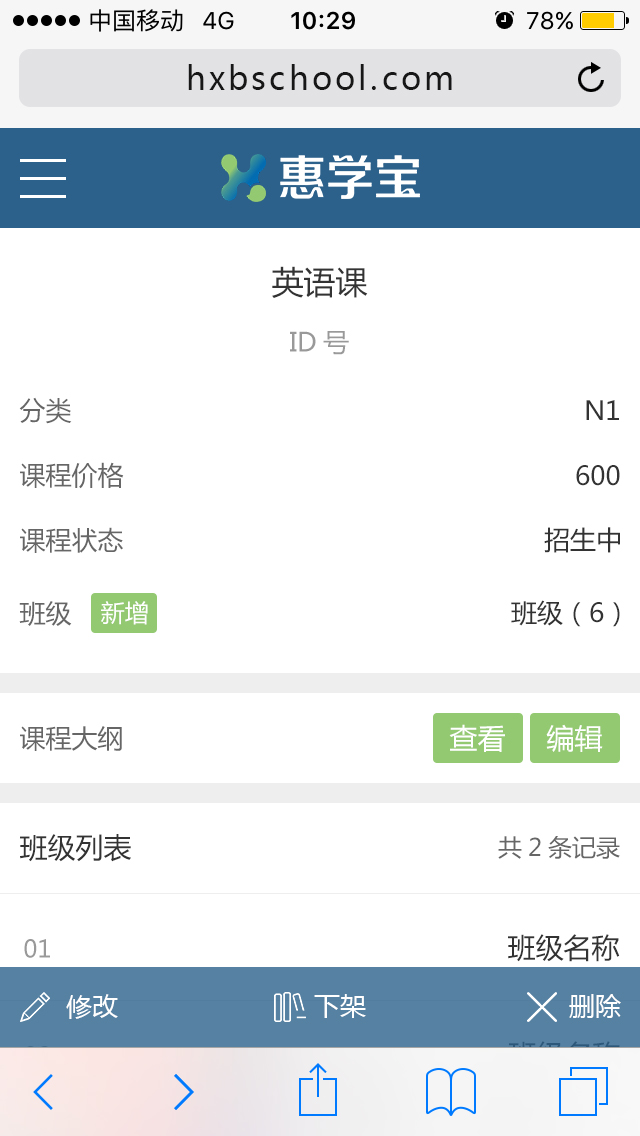 中国移动 4G 10:29 78%
hxbschool.com
惠学宝
英语课
ID 号
分类 N1
课程价格 600
课程状态 招生中
班级 新增 班级（6）
课程大纲 查看 编辑
班级列表 共 2 条记录
01 班级名称
修改 下架 删除